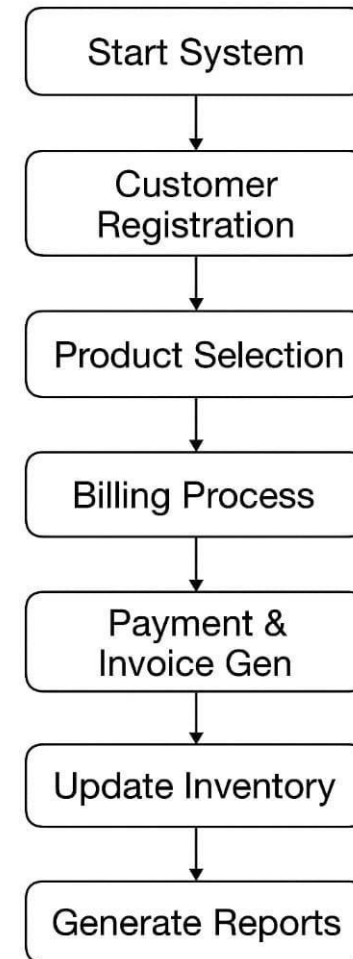 Start System
Customer
Registration
Product Selection
Billing Process
Payment &
Invoice Gen
Update Inventory
Generate Reports